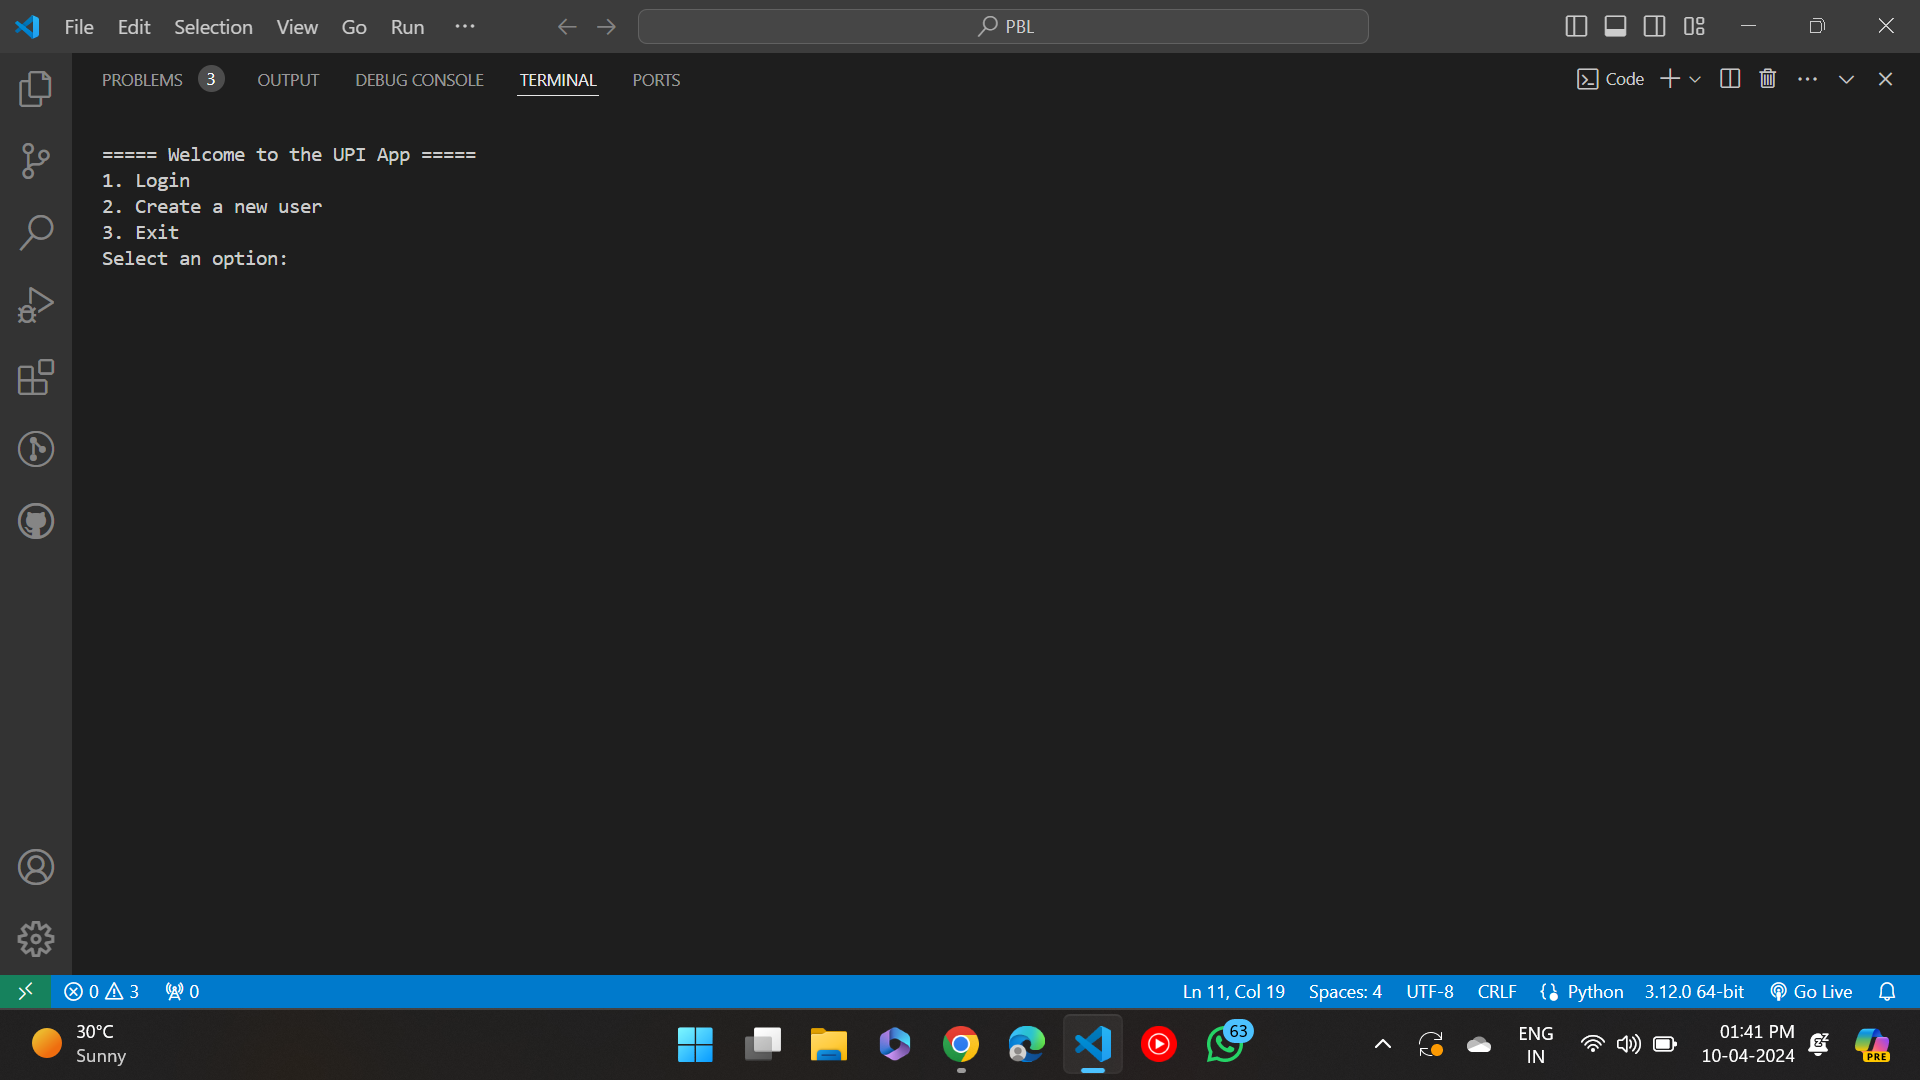 File Edit Selection View Go Run ··· PBL
PROBLEMS 3 OUTPUT DEBUG CONSOLE TERMINAL PORTS Code
===== Welcome to the UPI App =====
1. Login
2. Create a new user
3. Exit
Select an option:
0 3 0 Ln 11, Col 19 Spaces: 4 UTF-8 CRLF Python 3.12.0 64-bit Go Live
30°C
Sunny
63
ENG
IN
01:41 PM
10-04-2024
PRE